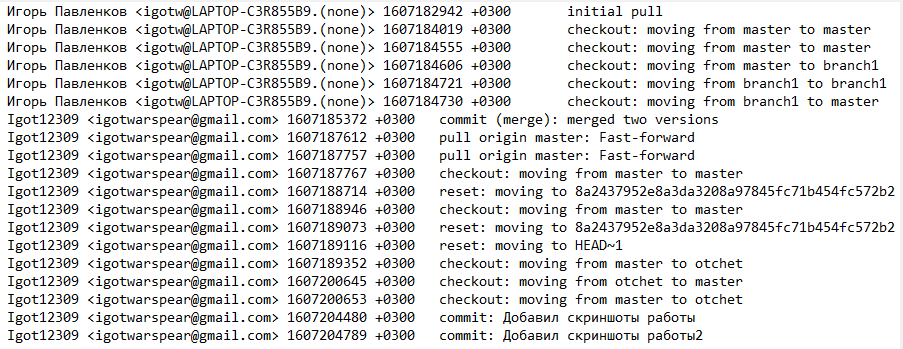 Игорь Павленков <igotw@LAPTOP-C3R855B9.(none)> 1607182942 +0300 initial pull
Игорь Павленков <igotw@LAPTOP-C3R855B9.(none)> 1607184019 +0300 checkout: moving from master to master
Игорь Павленков <igotw@LAPTOP-C3R855B9.(none)> 1607184555 +0300 checkout: moving from master to master
Игорь Павленков <igotw@LAPTOP-C3R855B9.(none)> 1607184606 +0300 checkout: moving from master to branch1
Игорь Павленков <igotw@LAPTOP-C3R855B9.(none)> 1607184721 +0300 checkout: moving from branch1 to branch1
Игорь Павленков <igotw@LAPTOP-C3R855B9.(none)> 1607184730 +0300 checkout: moving from branch1 to master
Igot12309 <igotwarspear@gmail.com> 1607185372 +0300 commit (merge): merged two versions
Igot12309 <igotwarspear@gmail.com> 1607187612 +0300 pull origin master: Fast-forward
Igot12309 <igotwarspear@gmail.com> 1607187757 +0300 pull origin master: Fast-forward
Igot12309 <igotwarspear@gmail.com> 1607187767 +0300 checkout: moving from master to master
Igot12309 <igotwarspear@gmail.com> 1607188714 +0300 reset: moving to 8a2437952e8a3da3208a97845fc71b454fc572b2
Igot12309 <igotwarspear@gmail.com> 1607188946 +0300 checkout: moving from master to master
Igot12309 <igotwarspear@gmail.com> 1607189073 +0300 reset: moving to 8a2437952e8a3da3208a97845fc71b454fc572b2
Igot12309 <igotwarspear@gmail.com> 1607189116 +0300 reset: moving to HEAD~1
Igot12309 <igotwarspear@gmail.com> 1607189352 +0300 checkout: moving from master to otchet
Igot12309 <igotwarspear@gmail.com> 1607200645 +0300 checkout: moving from otchet to master
Igot12309 <igotwarspear@gmail.com> 1607200653 +0300 checkout: moving from master to otchet
Igot12309 <igotwarspear@gmail.com> 1607204480 +0300 commit: Добавил скриншоты работы
Igot12309 <igotwarspear@gmail.com> 1607204789 +0300 commit: Добавил скриншоты работы2